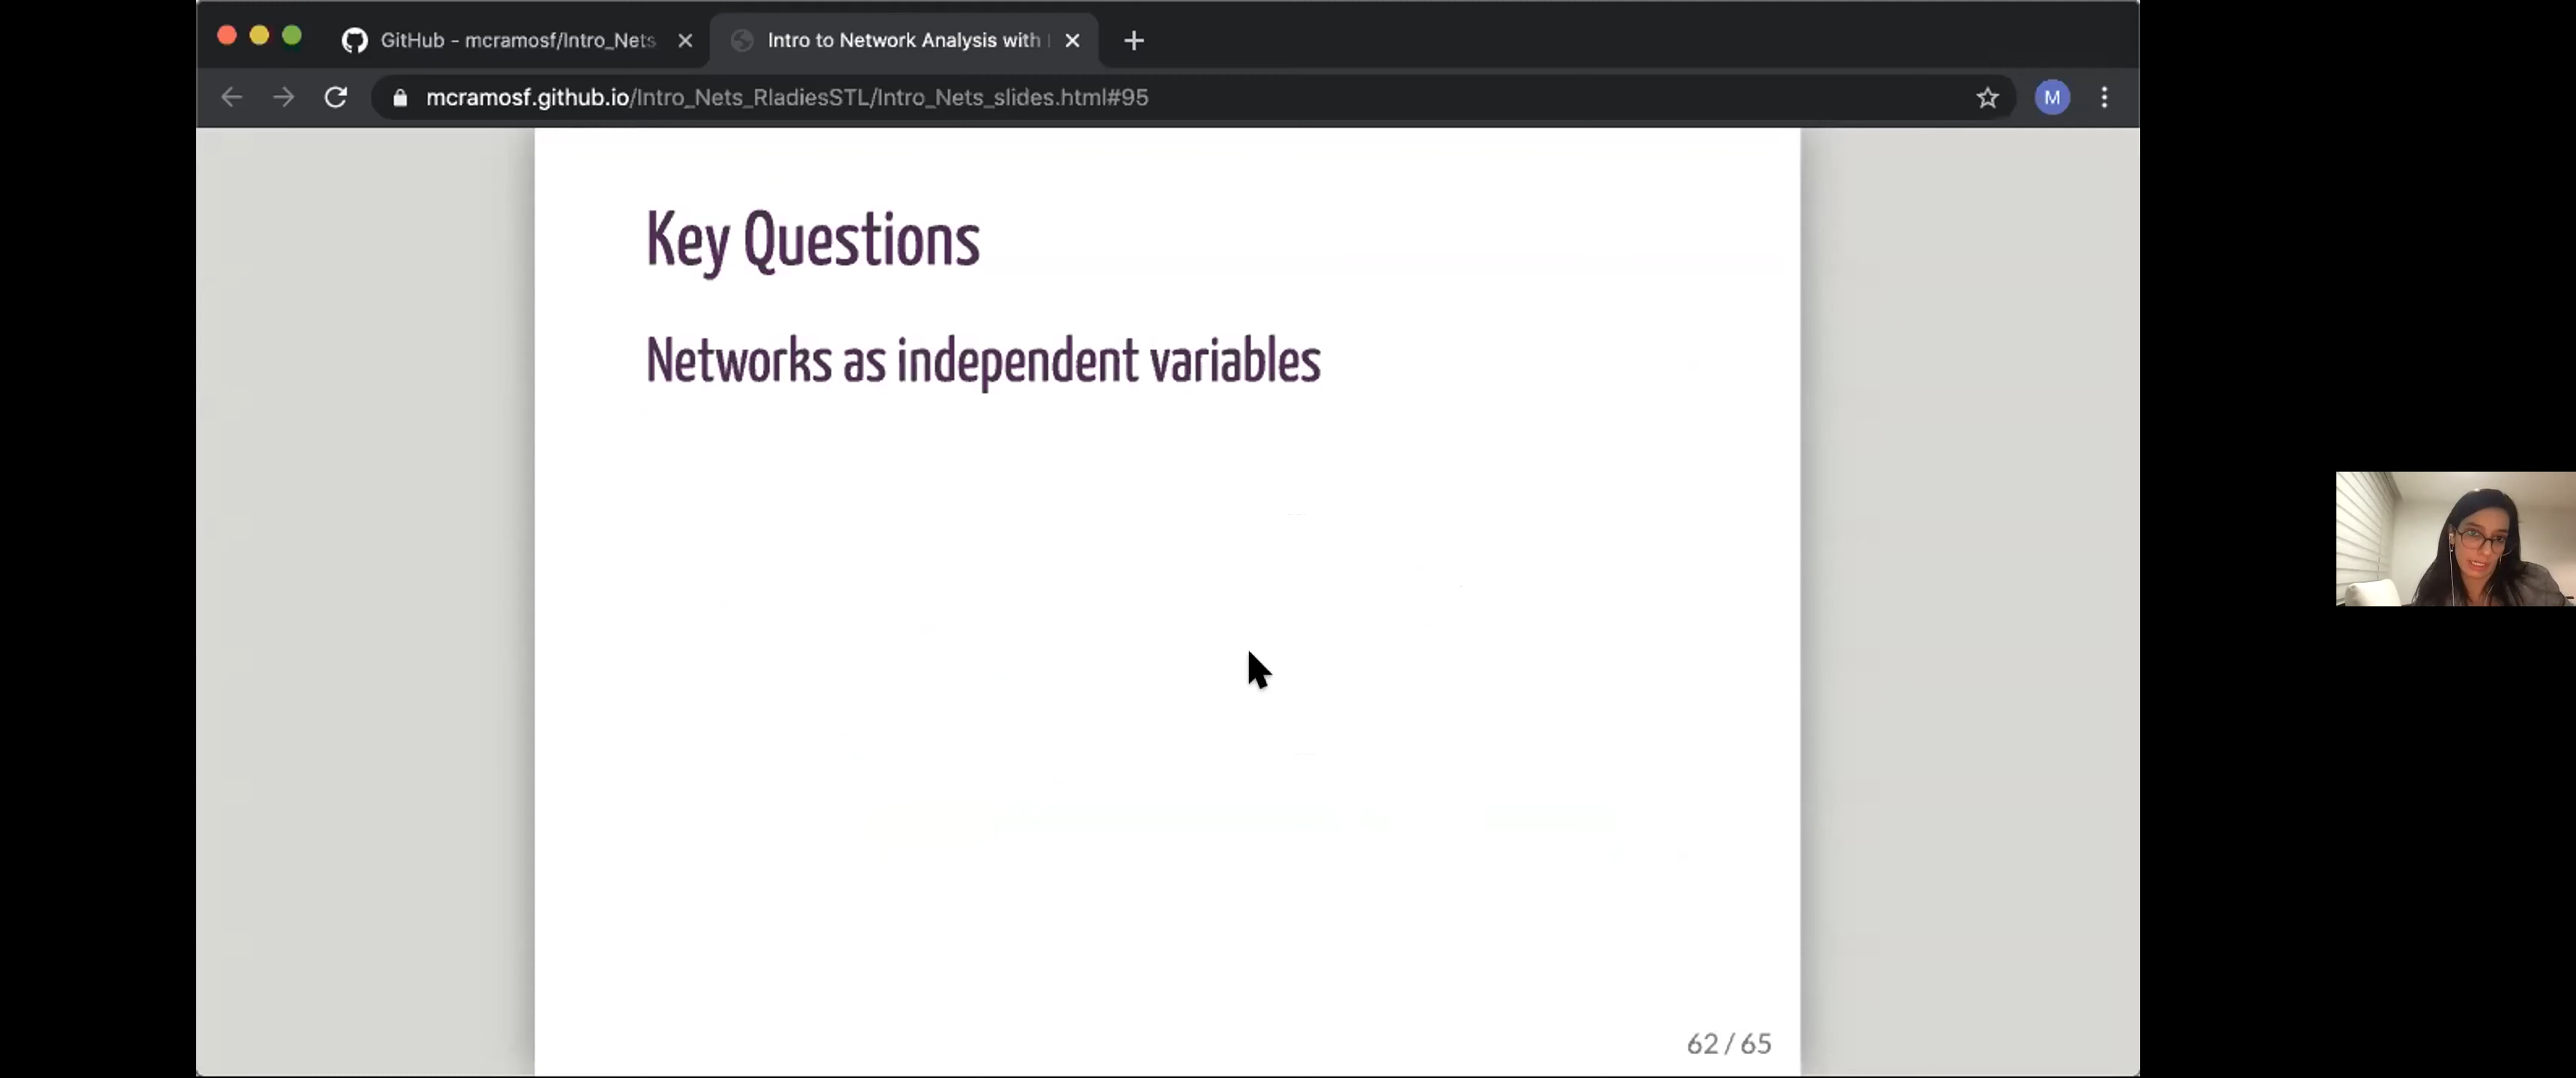 GitHub - mcramosf/Intro_Nets
Intro to Network Analysis with
mcramosf.github.io/Intro_Nets_RladiesSTL/Intro_Nets_slides.html#95
M
Key Questions
Networks as independent variables
62 / 65